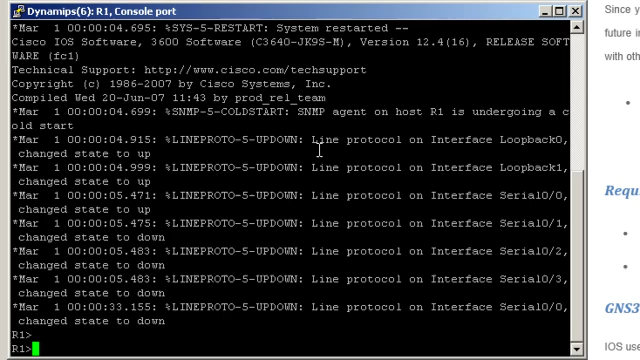 Dynamips(6): R1, Console port
*Mar  1 00:00:04.695: %SYS-5-RESTART: System restarted --
Cisco IOS Software, 3600 Software (C3640-JK9S-M), Version 12.4(16), RELEASE SOFT
WARE (fc1)
Technical Support: http://www.cisco.com/techsupport
Copyright (c) 1986-2007 by Cisco Systems, Inc.
Compiled Wed 20-Jun-07 11:43 by prod_rel_team
*Mar  1 00:00:04.699: %SNMP-5-COLDSTART: SNMP agent on host R1 is undergoing a c
old start
*Mar  1 00:00:04.915: %LINEPROTO-5-UPDOWN: Line protocol on Interface Loopback0,
 changed state to up
*Mar  1 00:00:04.999: %LINEPROTO-5-UPDOWN: Line protocol on Interface Loopback1,
 changed state to up
*Mar  1 00:00:05.471: %LINEPROTO-5-UPDOWN: Line protocol on Interface Serial0/0,
 changed state to up
*Mar  1 00:00:05.475: %LINEPROTO-5-UPDOWN: Line protocol on Interface Serial0/1,
 changed state to down
*Mar  1 00:00:05.483: %LINEPROTO-5-UPDOWN: Line protocol on Interface Serial0/2,
 changed state to down
*Mar  1 00:00:05.483: %LINEPROTO-5-UPDOWN: Line protocol on Interface Serial0/3,
 changed state to down
*Mar  1 00:00:33.155: %LINEPROTO-5-UPDOWN: Line protocol on Interface Serial0/0,
 changed state to down
R1>
R1>
Since y
future i
with oth
Requ
GNS3
IOS use